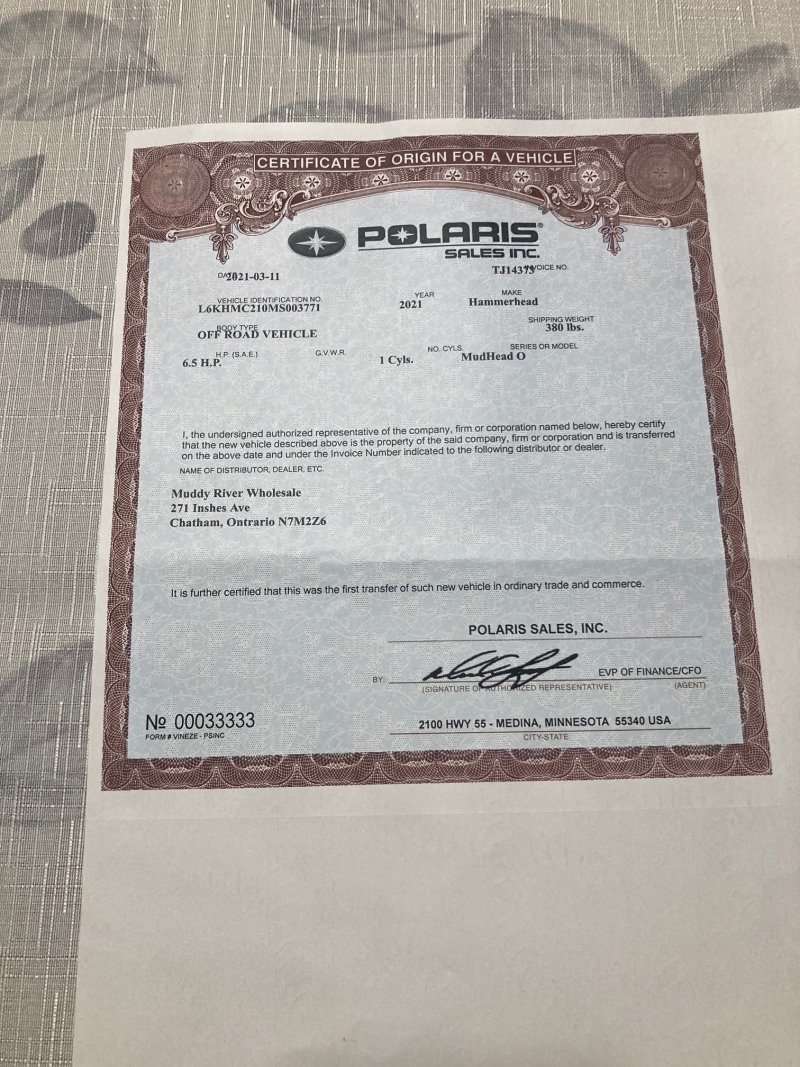 CERTIFICATE OF ORIGIN FOR A VEHICLE
POLARIS®
SALES INC.
2021-03-11
TJ14375
INVOICE NO.
VEHICLE IDENTIFICATION NO.
L6KHMC210MS003771
YEAR
2021
MAKE
Hammerhead
BODY TYPE
OFF ROAD VEHICLE
SHIPPING WEIGHT
380 lbs.
H.P. (S.A.E.)
6.5 H.P.
G.V.W.R.
NO. CYLS.
1 Cyls.
SERIES OR MODEL
MudHead O
I, the undersigned authorized representative of the company, firm or corporation named below, hereby certify
that the new vehicle described above is the property of the said company, firm or corporation and is transferred
on the above date and under the Invoice Number indicated to the following distributor or dealer.
NAME OF DISTRIBUTOR, DEALER, ETC.
Muddy River Wholesale
271 Inshes Ave
Chatham, Ontrario N7M2Z6
It is further certified that this was the first transfer of such new vehicle in ordinary trade and commerce.
POLARIS SALES, INC.
BY:
EVP OF FINANCE/CFO
(SIGNATURE OF AUTHORIZED REPRESENTATIVE)
(AGENT)
№ 00033333
FORM # VINEZE - PSINC
2100 HWY 55 - MEDINA, MINNESOTA 55340 USA
CITY-STATE